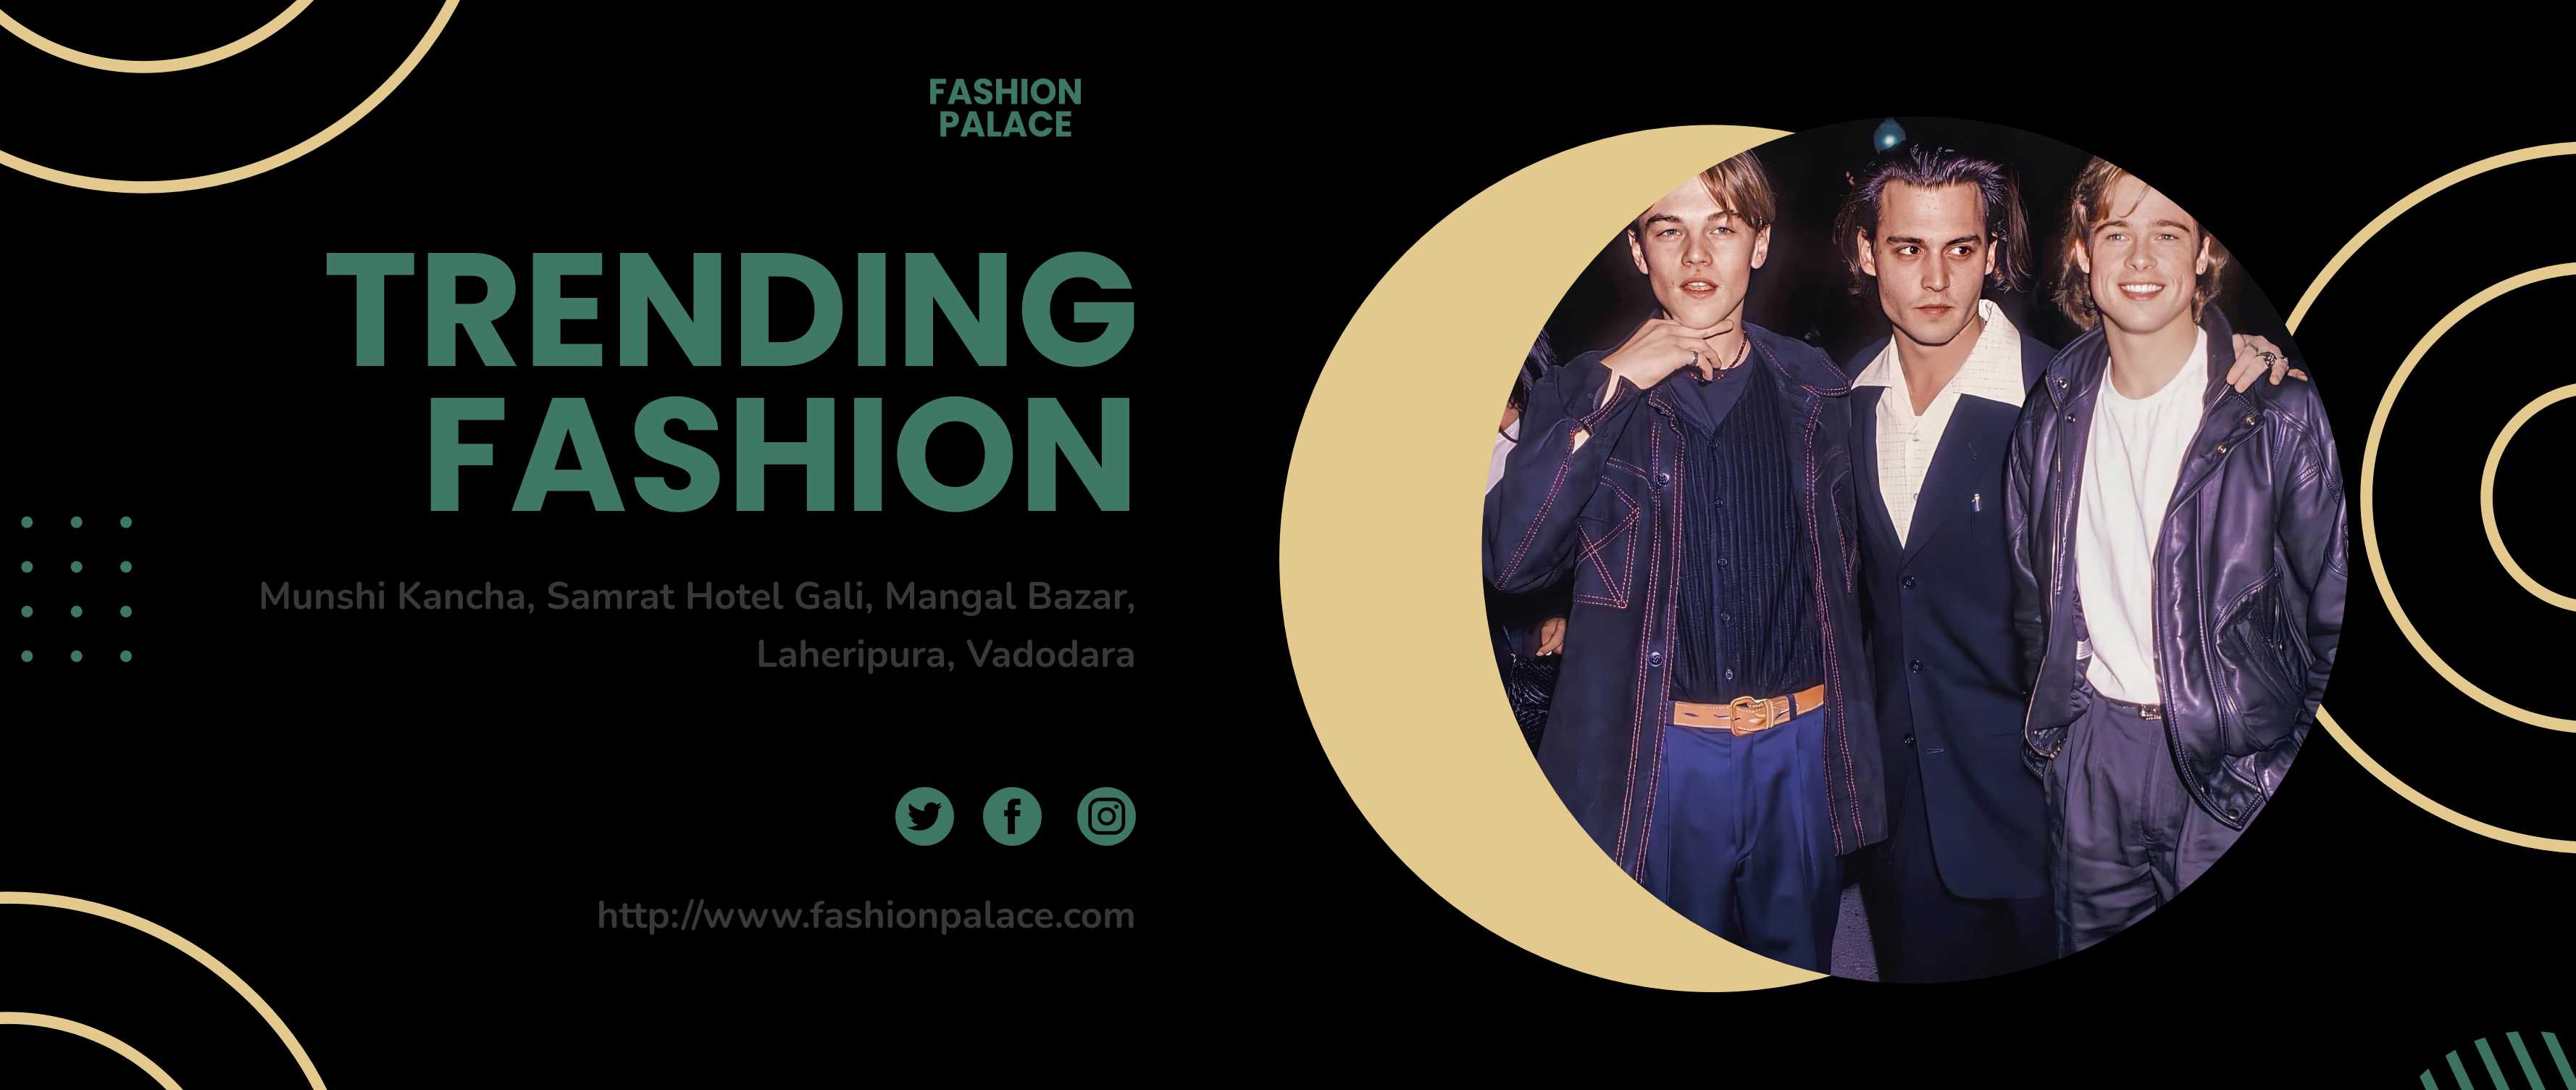 FASHION
PALACE
TRENDING
FASHION
Munshi Kancha, Samrat Hotel Gali, Mangal Bazar,
Laheripura, Vadodara
http://www.fashionpalace.com